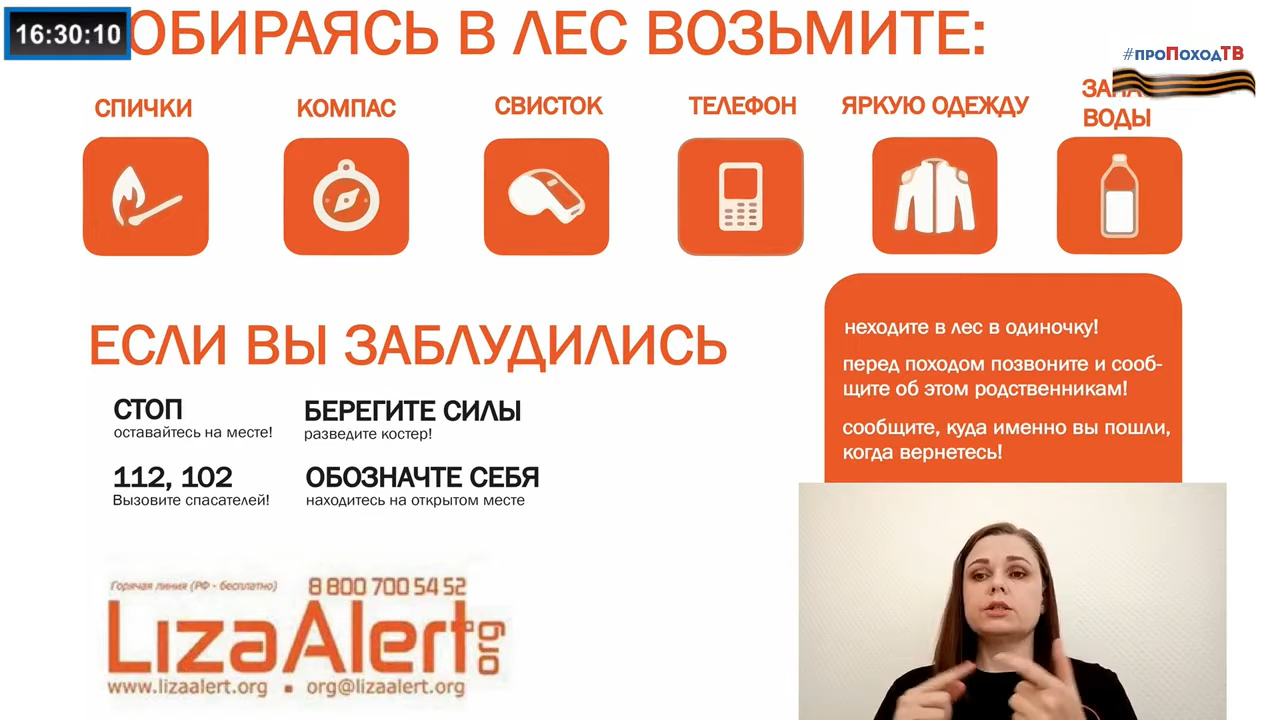 16:30:10
ОБИРАЯСЬ В ЛЕС ВОЗЬМИТЕ:
#проПоходТВ
СПИЧКИ
КОМПАС
СВИСТОК
ТЕЛЕФОН
ЯРКУЮ ОДЕЖДУ
ВОДЫ
ЕСЛИ ВЫ ЗАБЛУДИЛИСЬ
СТОП
оставайтесь на месте!
БЕРЕГИТЕ СИЛЫ
разведите костер!
112, 102
Вызовите спасателей!
ОБОЗНАЧТЕ СЕБЯ
находитесь на открытом месте
неходите в лес в одиночку!
перед походом позвоните и сооб-
щите об этом родственникам!
сообщите, куда именно вы пошли,
когда вернетесь!
Горячая линия (РФ - бесплатно) 8 800 700 54 52
LizaAlert org
www.lizaalert.org ▪ org@lizaalert.org